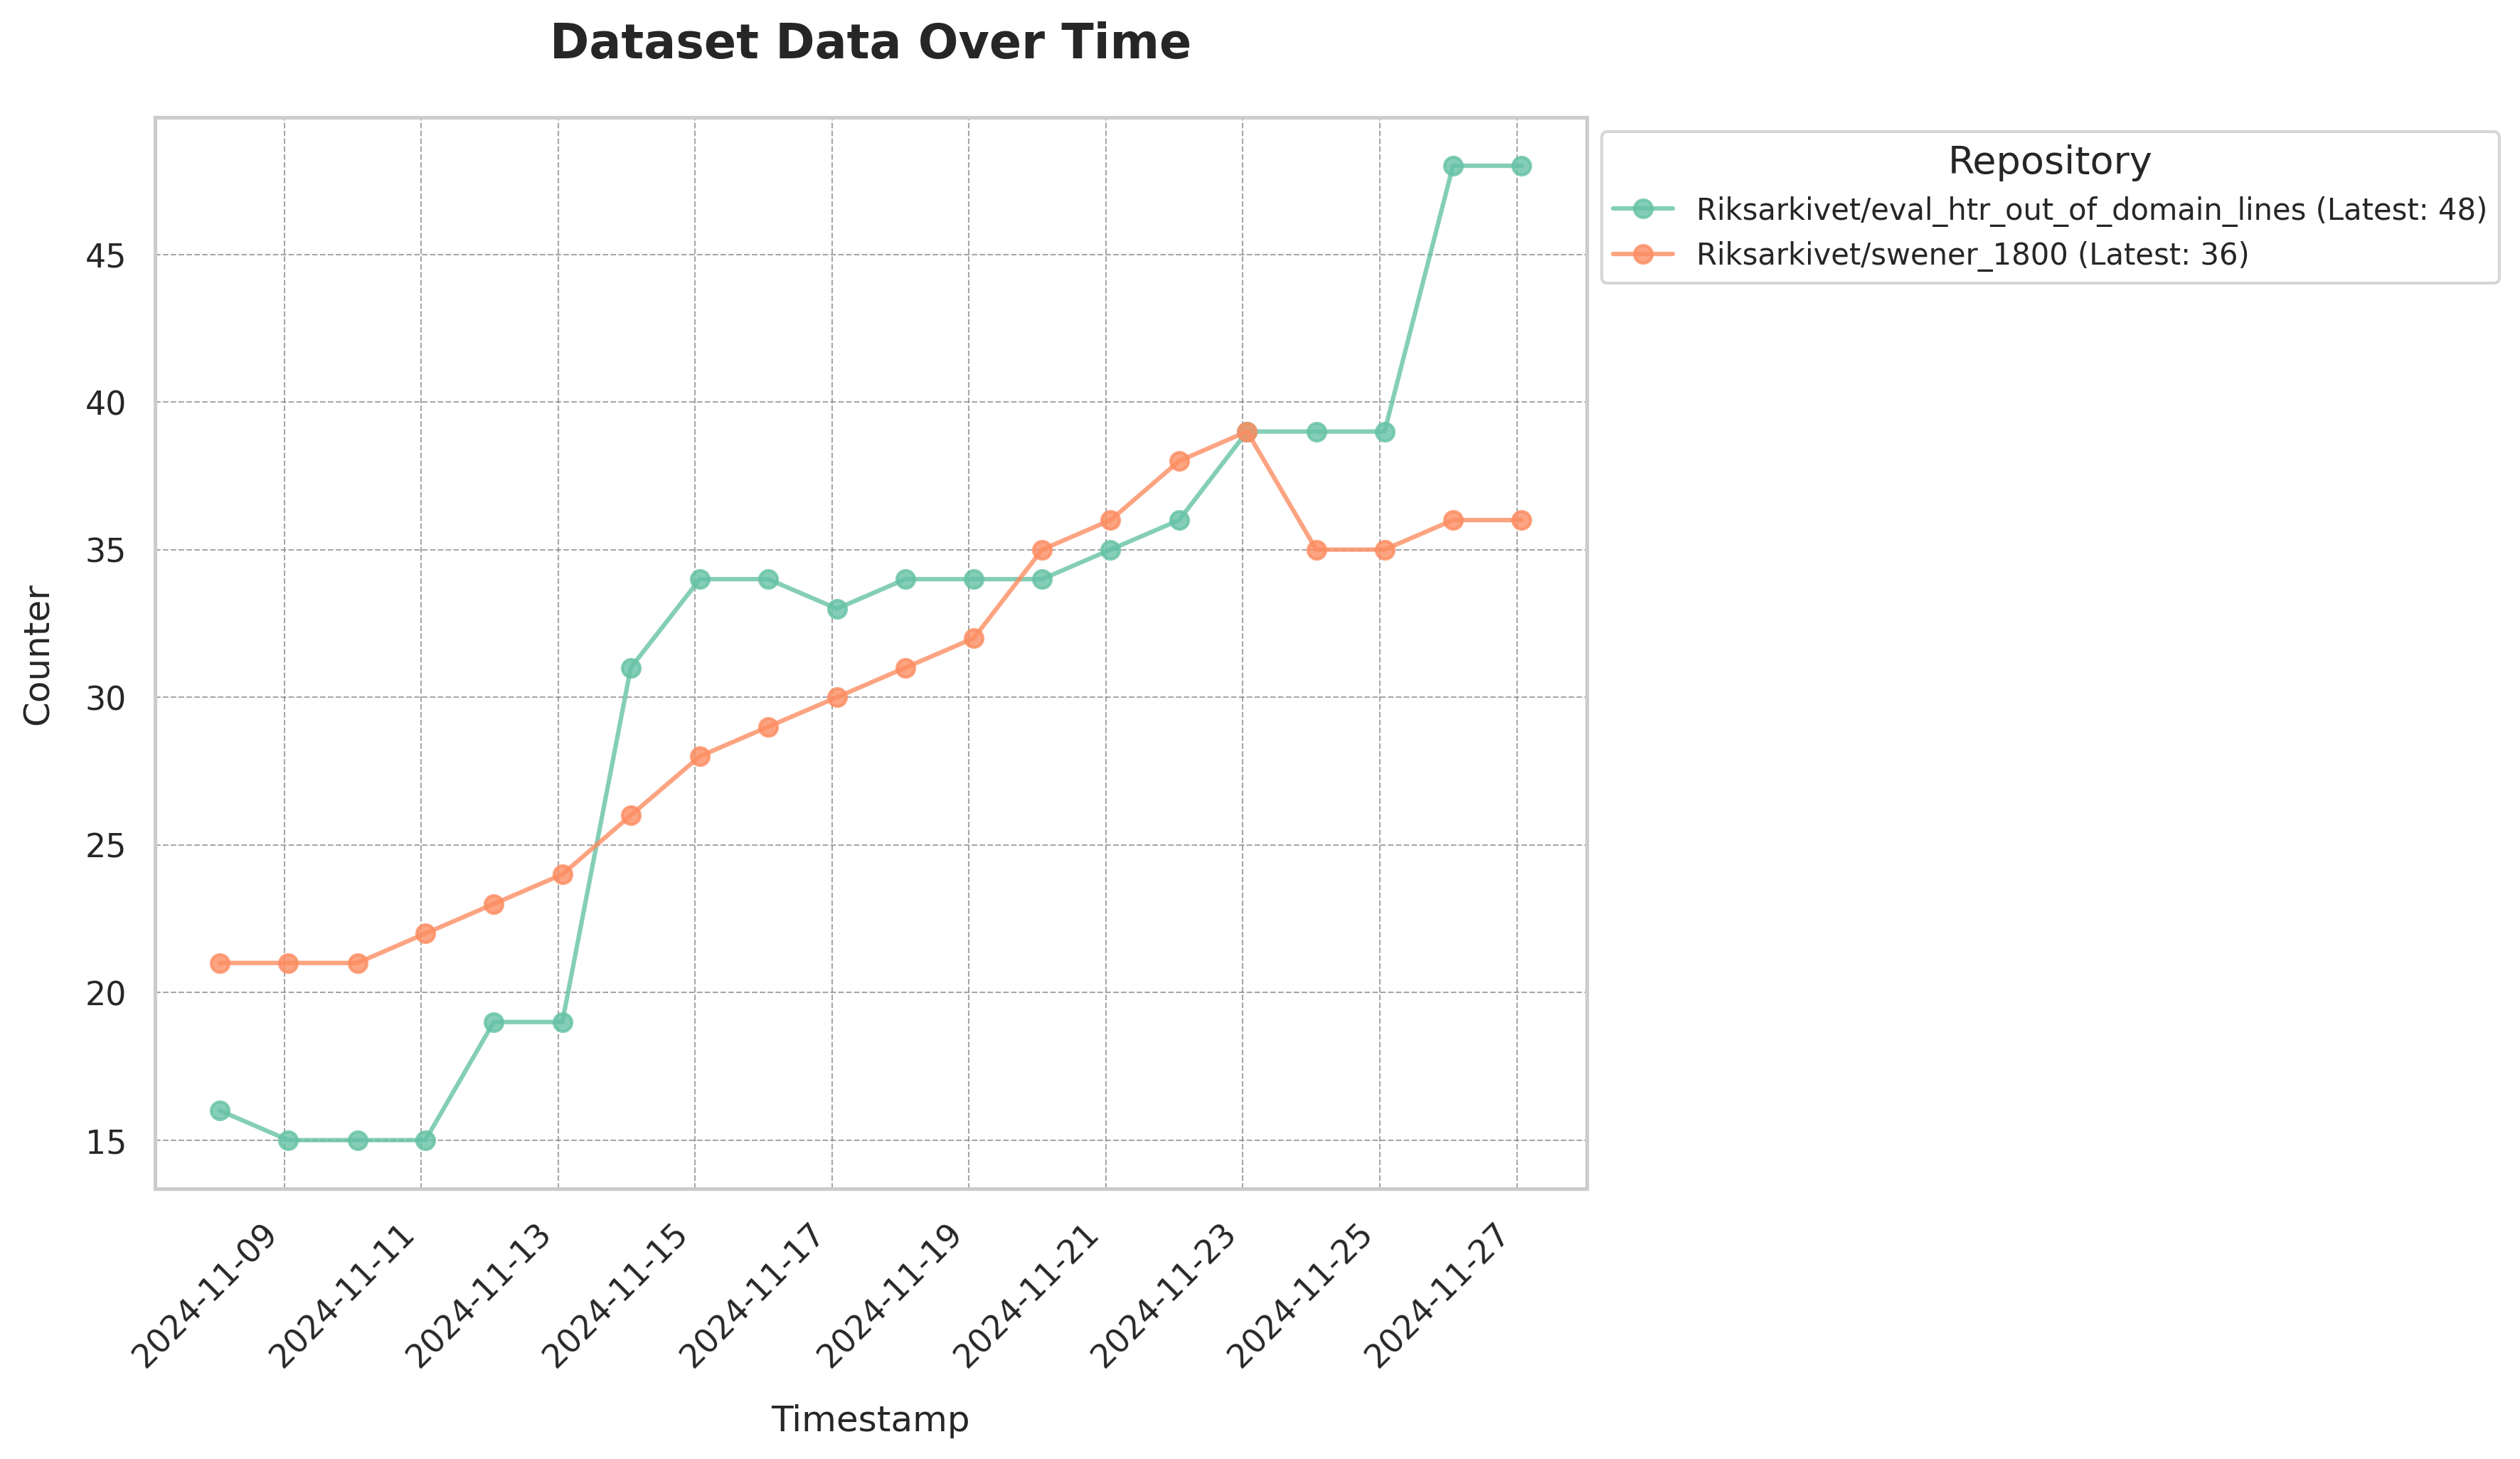 Dataset Data Over Time
Repository
Riksarkivet/eval_htr_out_of_domain_lines (Latest: 48)
Riksarkivet/swener_1800 (Latest: 36)
Counter
45
40
35
30
25
20
15
2024-11-09
2024-11-11
2024-11-13
2024-11-15
2024-11-17
2024-11-19
2024-11-21
2024-11-23
2024-11-25
2024-11-27
Timestamp